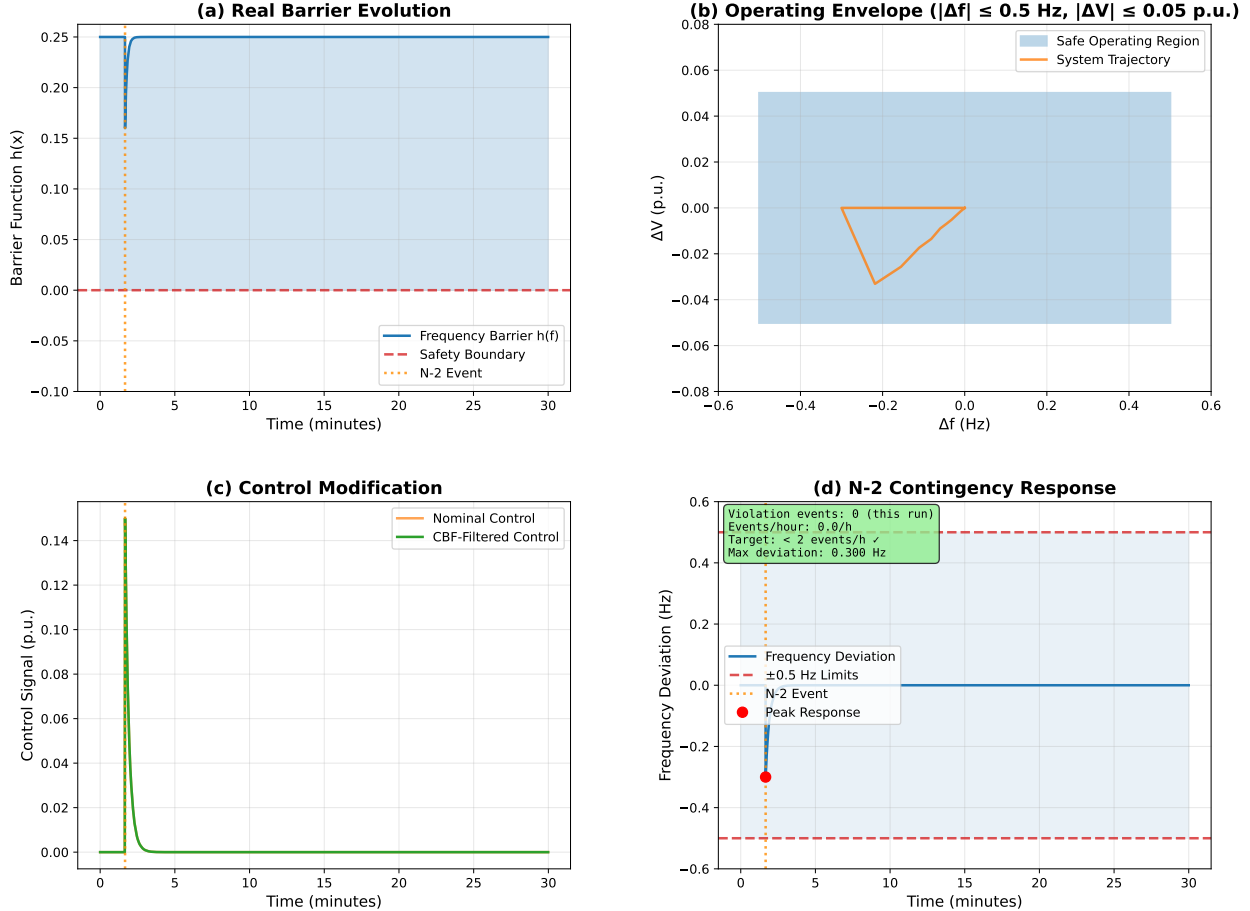 (a) Real Barrier Evolution
Barrier Function h(x)
0.25
0.20
0.15
0.10
0.05
0.00
−0.05
−0.10
0 5 10 15 20 25 30
Time (minutes)
Frequency Barrier h(f)
Safety Boundary
N-2 Event
(b) Operating Envelope (|Δf| ≤ 0.5 Hz, |ΔV| ≤ 0.05 p.u.)
ΔV (p.u.)
0.08
0.06
0.04
0.02
0.00
−0.02
−0.04
−0.06
−0.08
−0.6 −0.4 −0.2 0.0 0.2 0.4 0.6
Δf (Hz)
Safe Operating Region
System Trajectory
(c) Control Modification
Control Signal (p.u.)
0.14
0.12
0.10
0.08
0.06
0.04
0.02
0.00
0 5 10 15 20 25 30
Time (minutes)
Nominal Control
CBF-Filtered Control
(d) N-2 Contingency Response
Frequency Deviation (Hz)
0.6
0.4
0.2
0.0
−0.2
−0.4
−0.6
0 5 10 15 20 25 30
Time (minutes)
Violation events: 0 (this run)
Events/hour: 0.0/h
Target: < 2 events/h ✓
Max deviation: 0.300 Hz
Frequency Deviation
±0.5 Hz Limits
N-2 Event
Peak Response